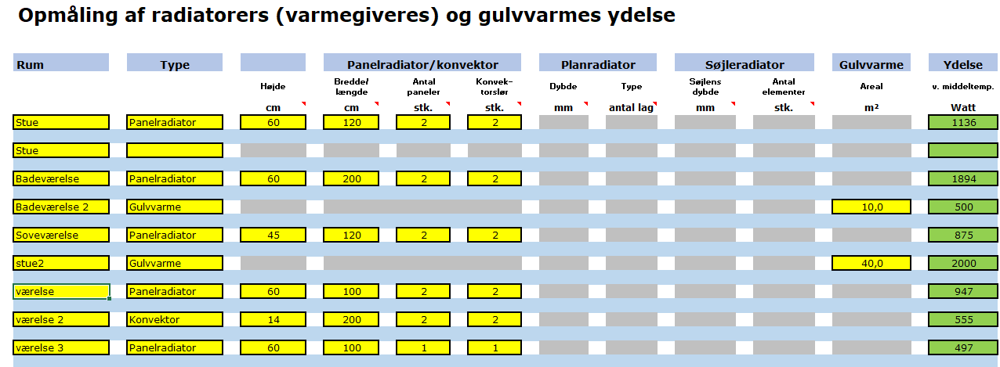 Opmåling af radiatorers (varmegiveres) og gulvvarmes ydelse
Rum Type Panelradiator/konvektor Planradiator Søjleradiator Gulvvarme Ydelse
Højde Bredde/længde Antal paneler Konvek-torslør Dybde Type Søjlens dybde Antal elementer Areal v. middeltemp.
cm cm stk. stk. mm antal lag mm stk. m² Watt
Stue Panelradiator 60 120 2 2 1136
Stue
Badeværelse Panelradiator 60 200 2 2 1894
Badeværelse 2 Gulvvarme 10,0 500
Soveværelse Panelradiator 45 120 2 2 875
stue2 Gulvvarme 40,0 2000
værelse Panelradiator 60 100 2 2 947
værelse 2 Konvektor 14 200 2 2 555
værelse 3 Panelradiator 60 100 1 1 497